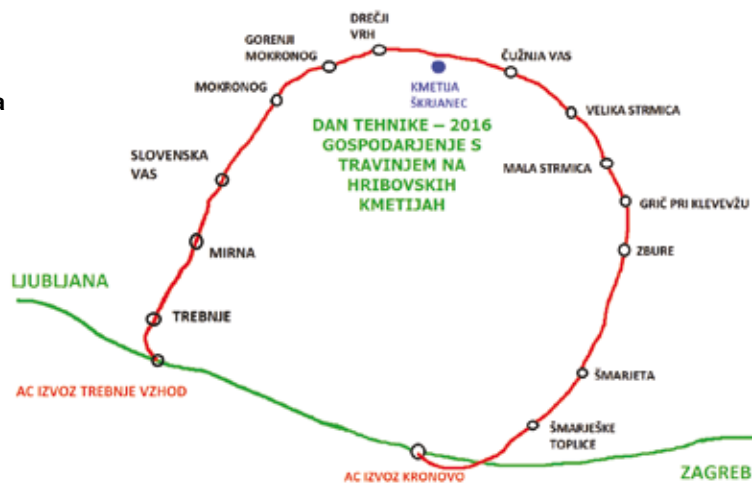 DREČJI
VRH
GORENJI
MOKRONOG
ČUŽNJA VAS
KMETIJA
ŠKRJANEC
MOKRONOG
a
VELIKA STRMICA
DAN TEHNIKE – 2016
GOSPODARJENJE S
TRAVINJEM NA
HRIBOVSKIH
KMETIJAH
SLOVENSKA
VAS
MALA STRMICA
GRIČ PRI KLEVEVŽU
MIRNA
ZBURE
LJUBLJANA
TREBNJE
AC IZVOZ TREBNJE VZHOD
ŠMARJETA
ŠMARJEŠKE
TOPLICE
AC IZVOZ KRONOVO
ZAGREB